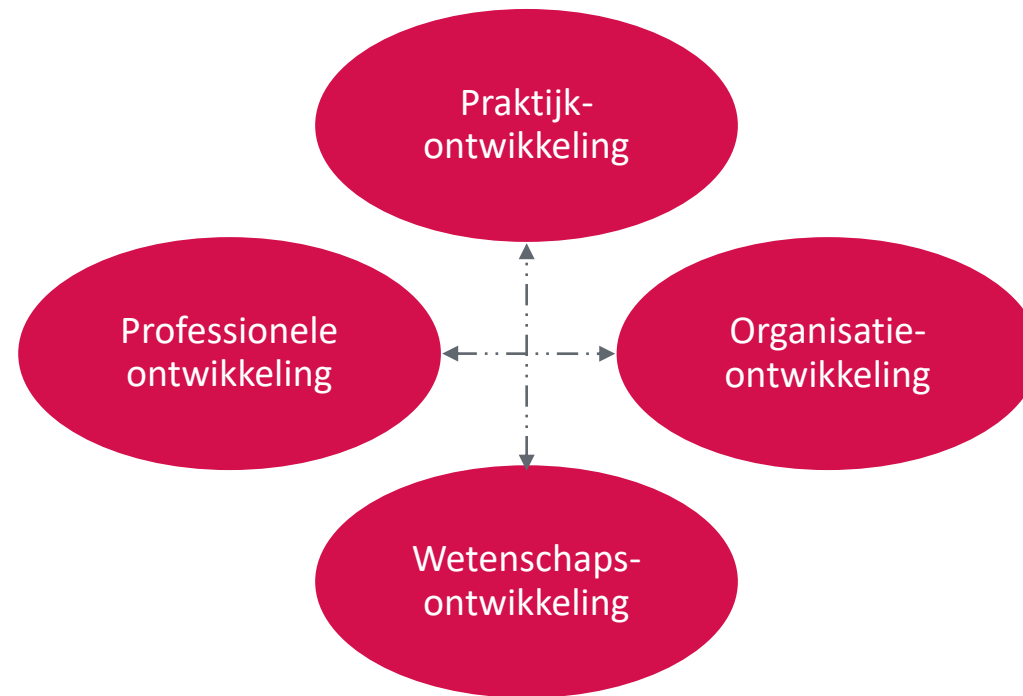 Praktijk-
ontwikkeling
Professionele
ontwikkeling
Organisatie-
ontwikkeling
Wetenschaps-
ontwikkeling